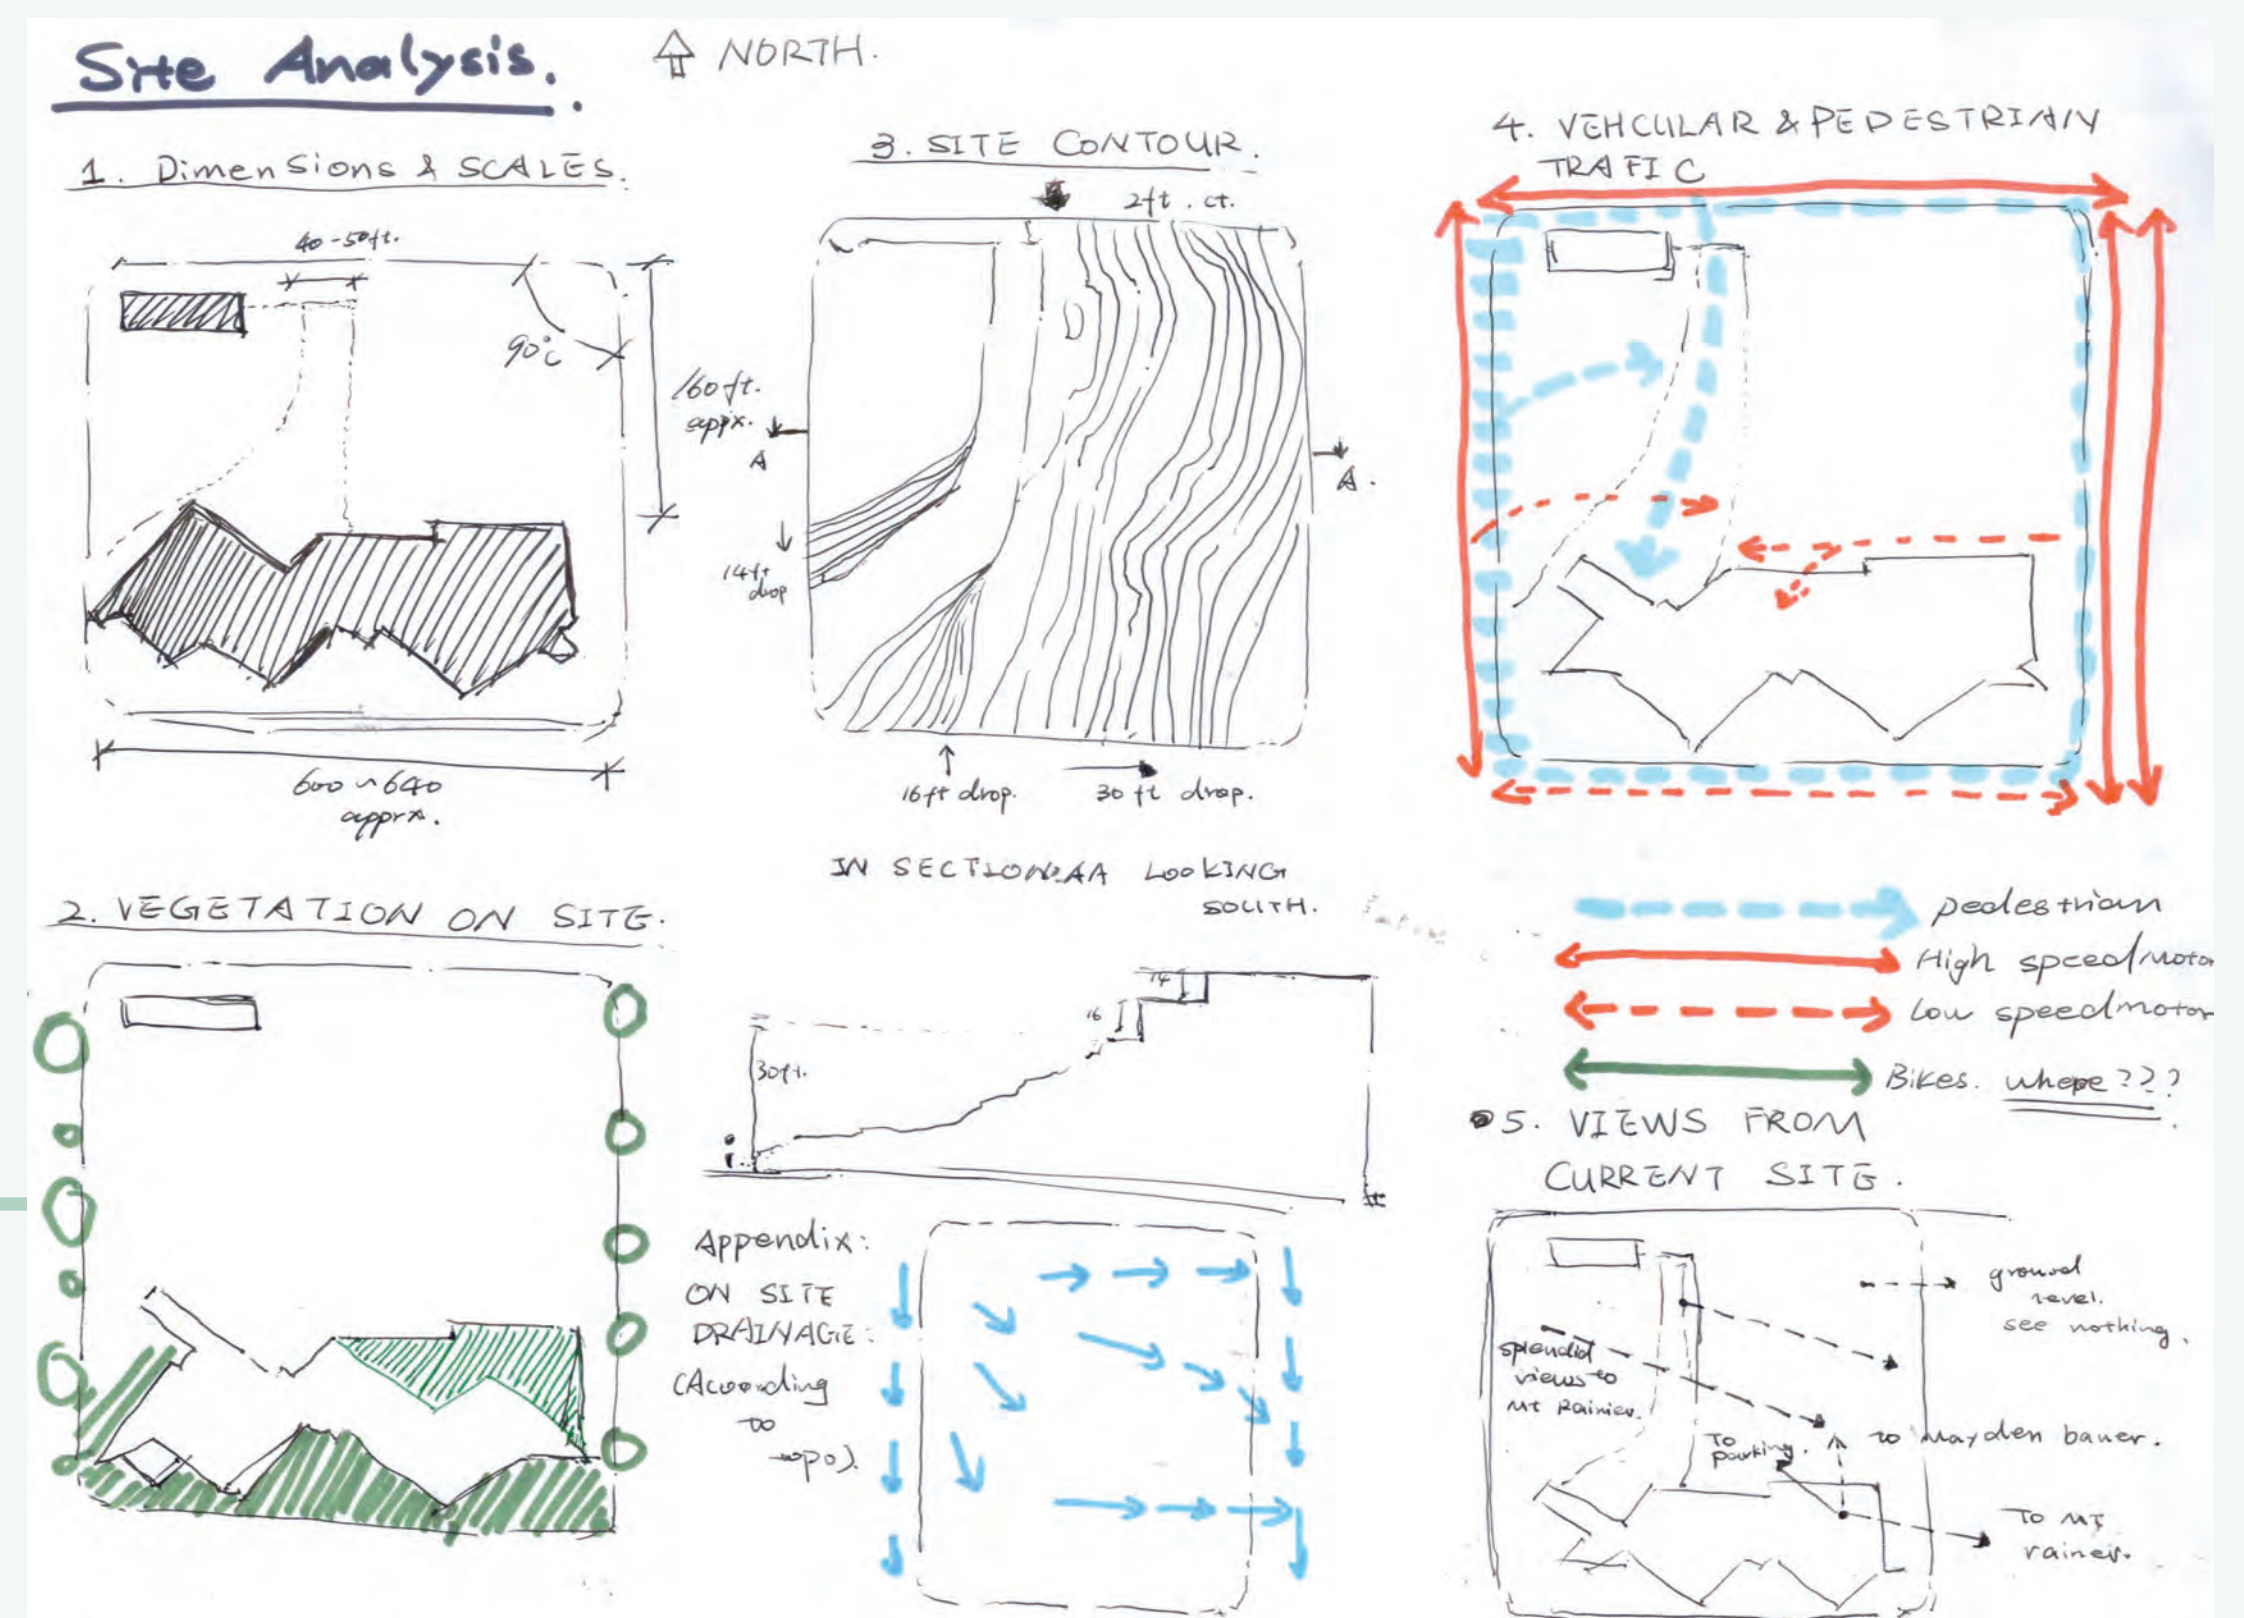 Site Analysis.
NORTH.
1. Dimensions & SCALES.
40-50ft.
90°c
160ft.
appx.
600~640
apprx.
2. VEGETATION ON SITE.
3. SITE CONTOUR.
2ft. ct.
A
A.
14ft
drop
16ft drop.
30 ft drop.
IN SECTION AA LOOKING
SOUTH.
14
16
30ft.
Appendix:
ON SITE
DRAINAGE:
(According
to
topo).
4. VEHCULAR & PEDESTRIAN
TRAFIC
pedestrian
High speed motor
Low speed motor
Bikes. where???
5. VIEWS FROM
CURRENT SITE.
ground
level.
see nothing.
splendid
views to
Mt Rainier.
To
parking.
to Mayden bauer.
TO MT
rainer.